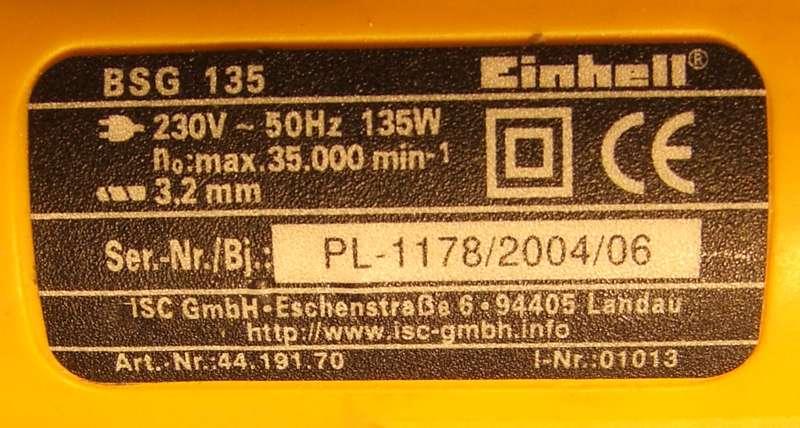 BSG 135 Einhell®
230V ~ 50Hz 135W
n₀:max.35.000 min⁻¹
3.2 mm
CE
Ser.-Nr./Bj.: PL-1178/2004/06
ISC GmbH·Eschenstraße 6·94405 Landau
http://www.isc-gmbh.info
Art.-Nr.:44.191.70 I-Nr.:01013